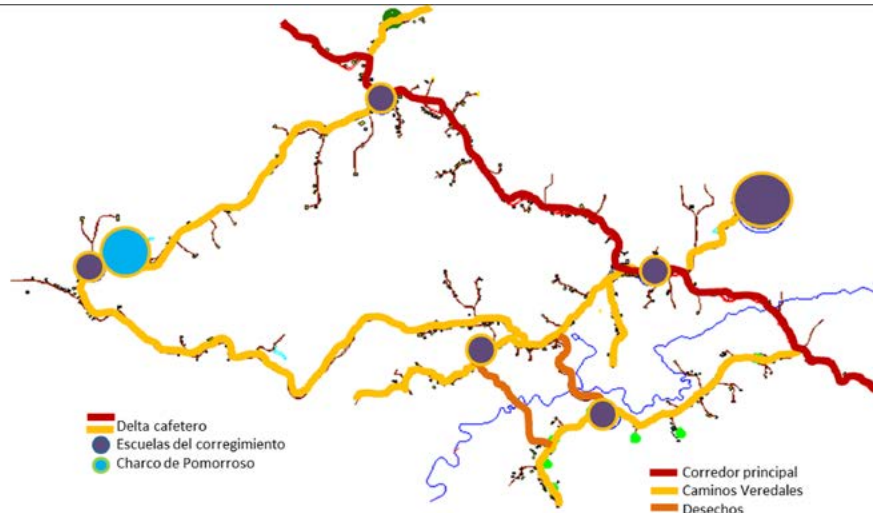 Delta cafetero
Escuelas del corregimiento
Charco de Pomorroso
Corredor principal
Caminos Veredales
Desechos